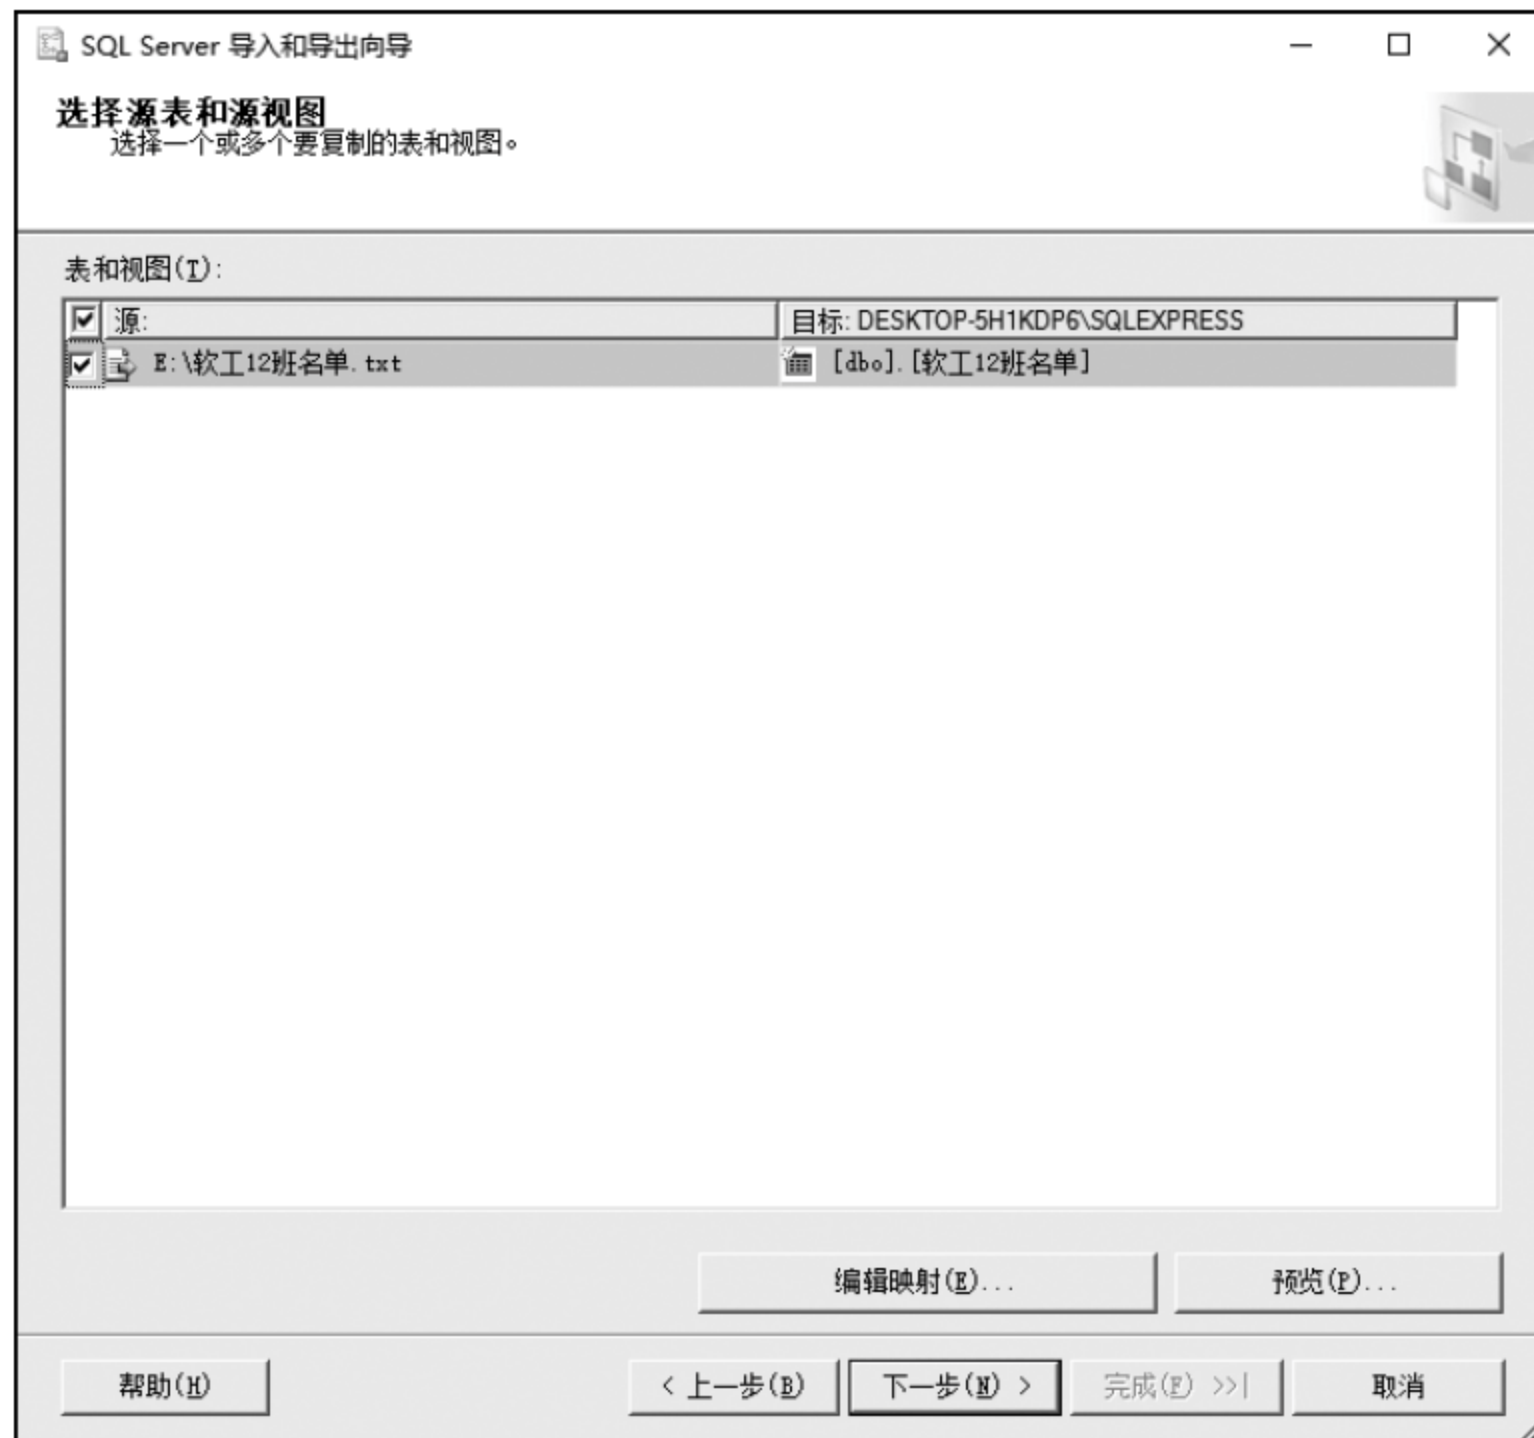 SQL Server 导入和导出向导
选择源表和源视图
选择一个或多个要复制的表和视图。
表和视图(T):
源: 目标: DESKTOP-5H1KDP6\SQLEXPRESS
E:\软工12班名单.txt [dbo].[软工12班名单]
编辑映射(E)... 预览(P)...
帮助(H) < 上一步(B) 下一步(N) > 完成(F) >>| 取消